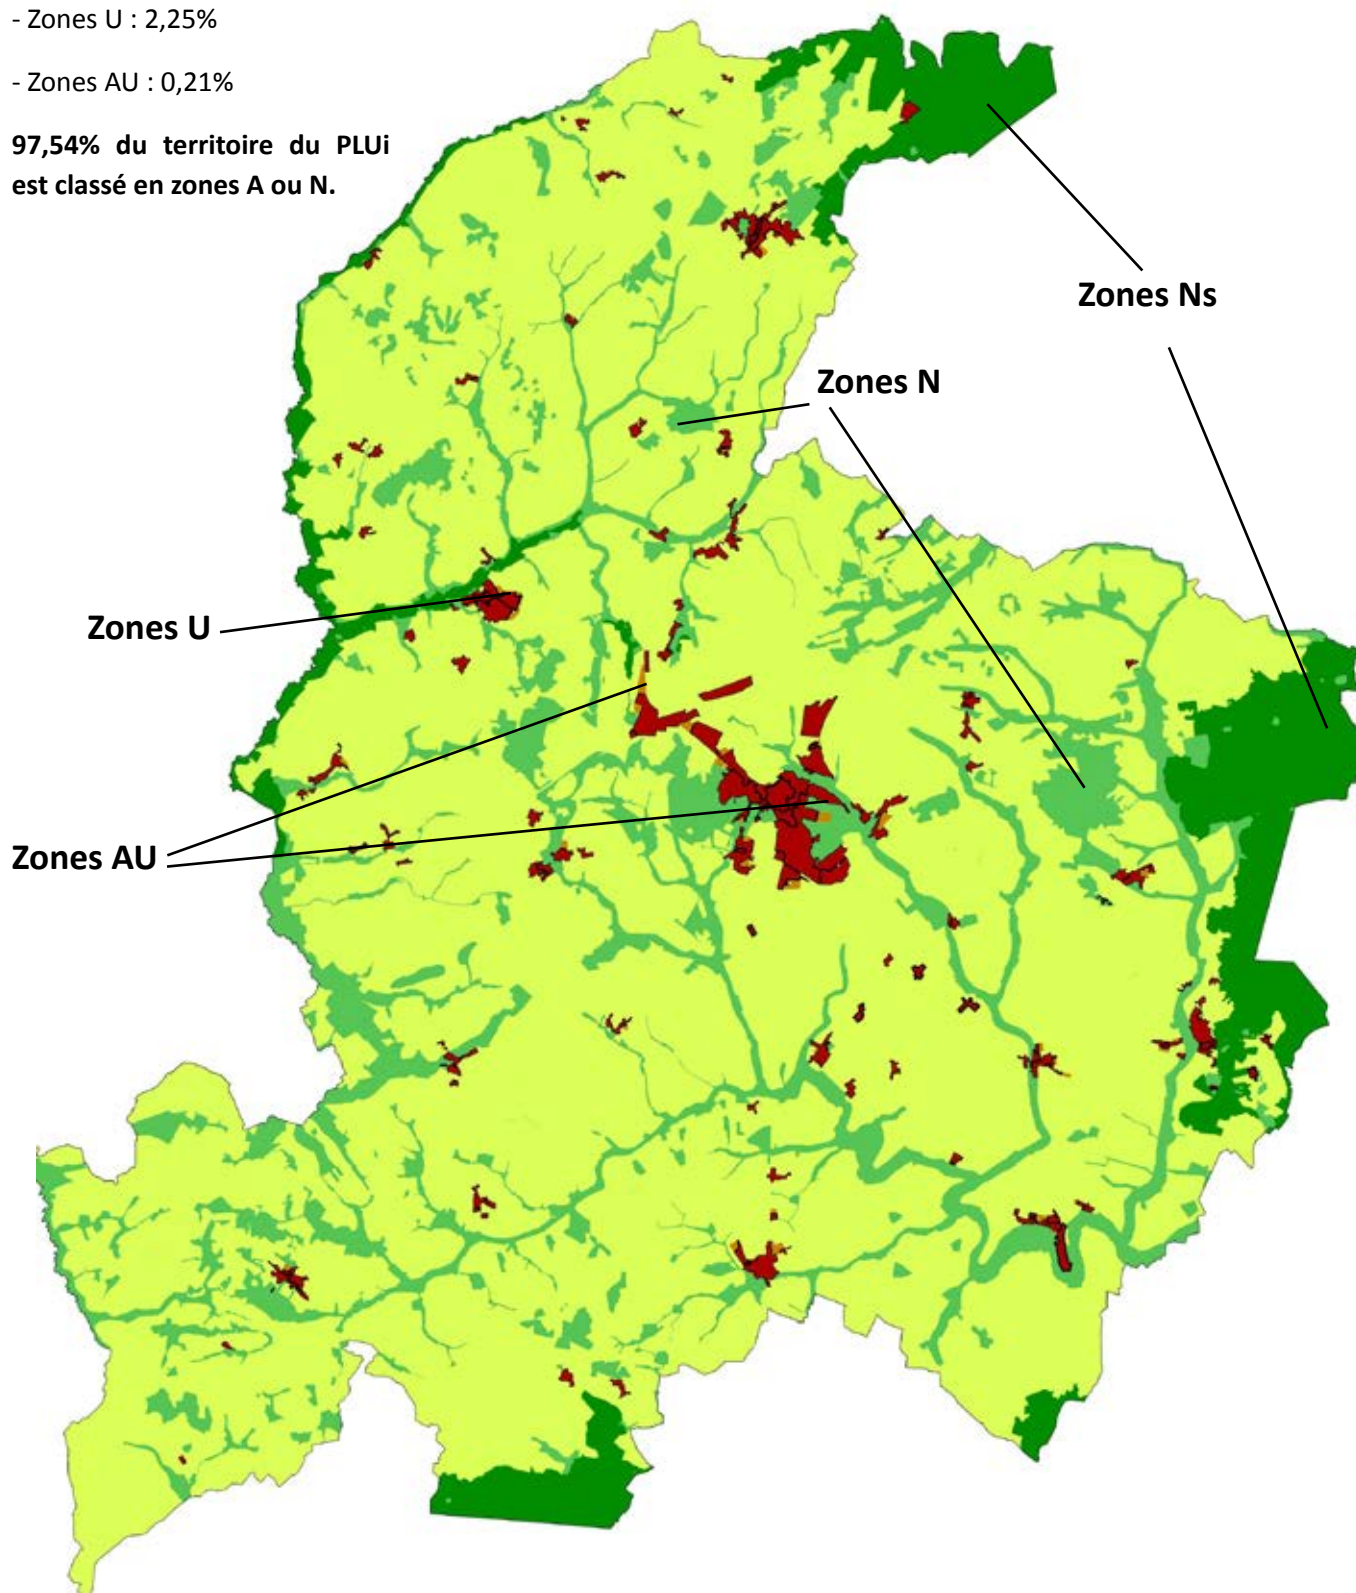 - Zones U : 2,25%
- Zones AU : 0,21%
97,54% du territoire du PLUi
est classé en zones A ou N.
Zones Ns
Zones N
Zones U
Zones AU